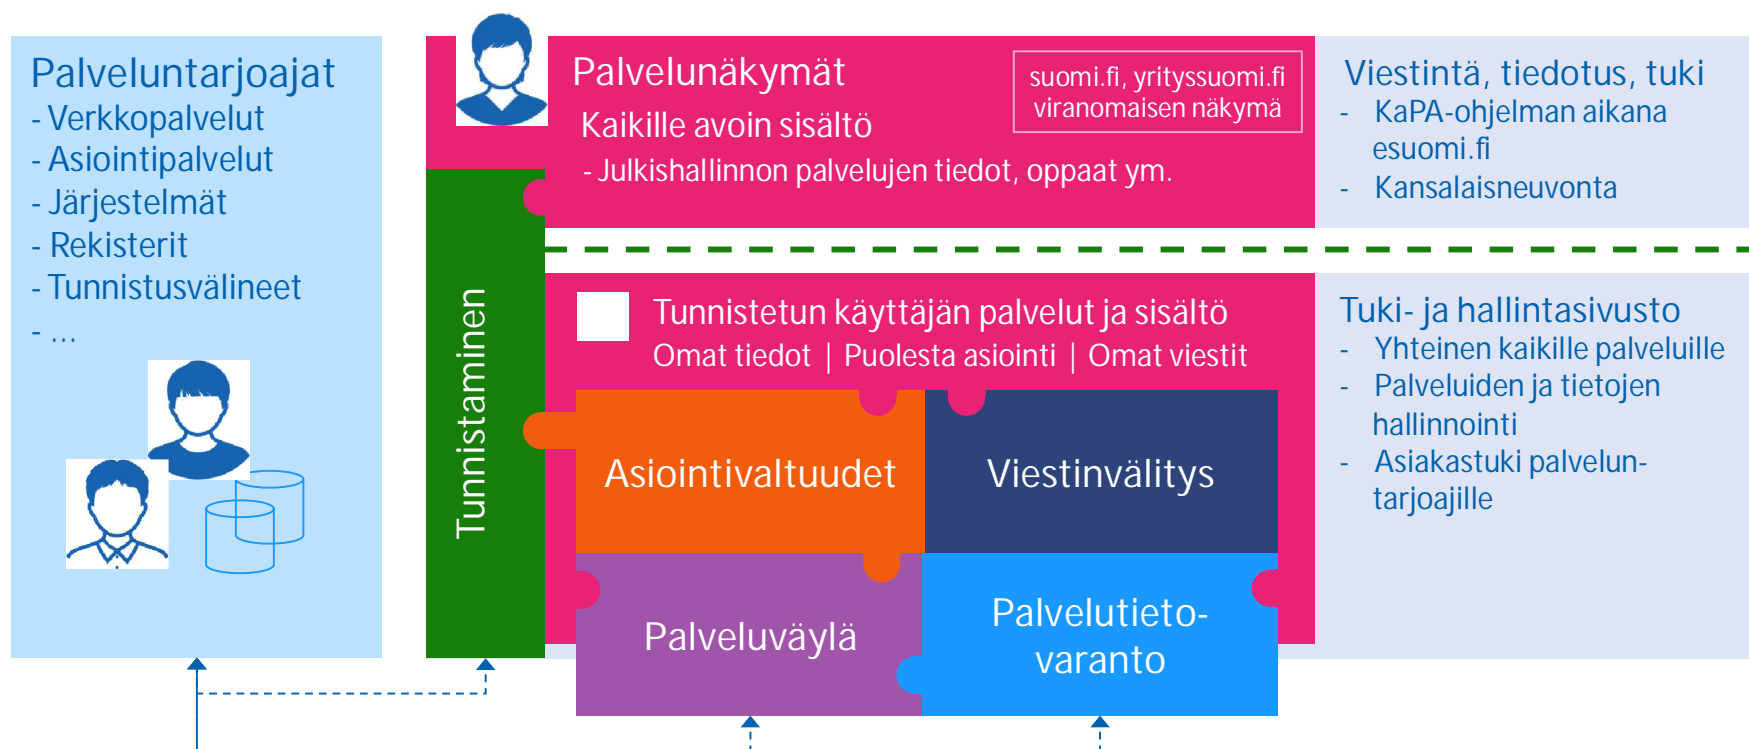 Palveluntarjoajat
- Verkkopalvelut
- Asiointipalvelut
- Järjestelmät
- Rekisterit
- Tunnistusvälineet
- ...
Tunnistaminen
Palvelunäkymät
Kaikille avoin sisältö
- Julkishallinnon palvelujen tiedot, oppaat ym.
suomi.fi, yrityssuomi.fi
viranomaisen näkymä
Viestintä, tiedotus, tuki
- KaPA-ohjelman aikana
esuomi.fi
- Kansalaisneuvonta
Tunnistetun käyttäjän palvelut ja sisältö
Omat tiedot | Puolesta asiointi | Omat viestit
Asiointivaltuudet
Viestinvälitys
Palveluväylä
Palvelutieto-
varanto
Tuki- ja hallintasivusto
- Yhteinen kaikille palveluille
- Palveluiden ja tietojen
hallinnointi
- Asiakastuki palvelun-
tarjoajille